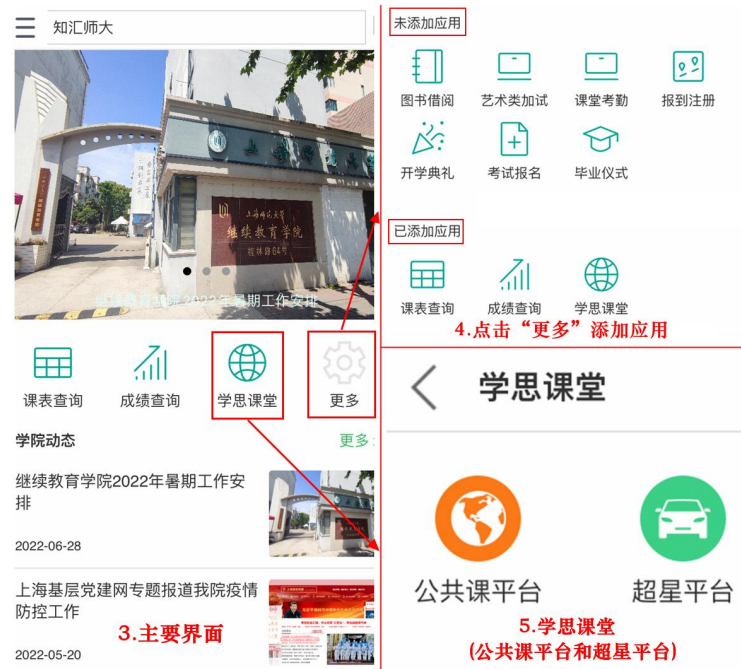 知汇师大
上海师范大学
继续教育学院
桂林路64号
继续教育学院2022年暑期工作安排
课表查询
成绩查询
学思课堂
更多
学院动态
更多
继续教育学院2022年暑期工作安
排
2022-06-28
上海基层党建网专题报道我院疫情
防控工作
2022-05-20
3.主要界面
未添加应用
图书借阅
艺术类加试
课堂考勤
报到注册
开学典礼
考试报名
毕业仪式
已添加应用
课表查询
成绩查询
学思课堂
4.点击“更多”添加应用
学思课堂
公共课平台
超星平台
5.学思课堂
(公共课平台和超星平台)